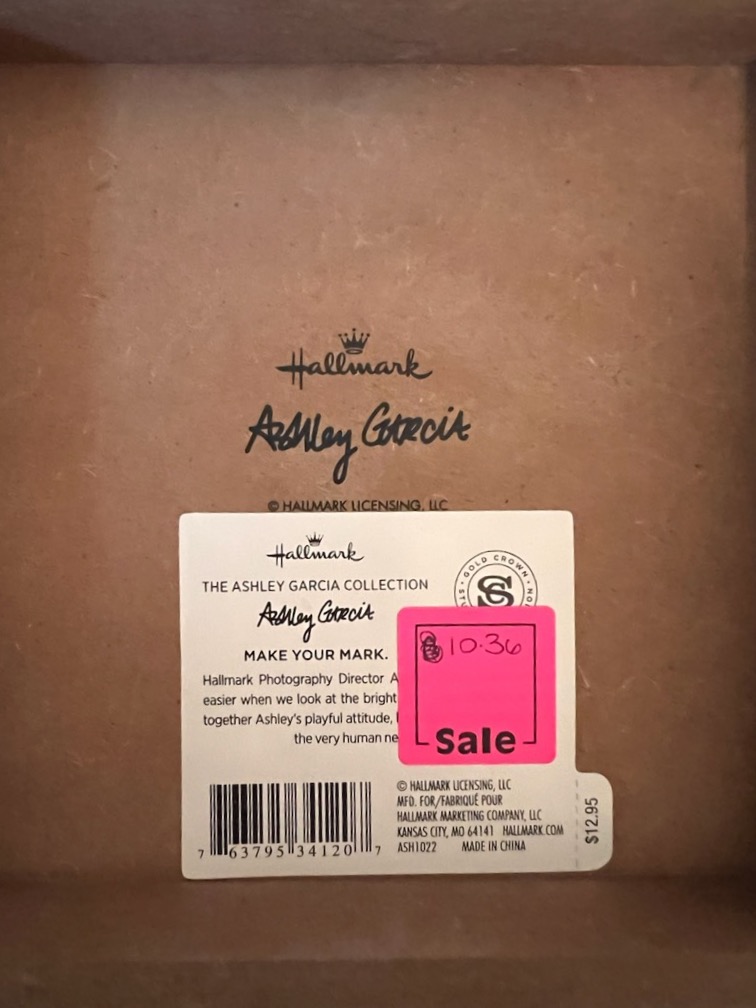 Hallmark
Ashley Garcia
© HALLMARK LICENSING, LLC
Hallmark
THE ASHLEY GARCIA COLLECTION
Ashley Garcia
MAKE YOUR MARK.
Hallmark Photography Director A
easier when we look at the bright
together Ashley's playful attitude,
the very human ne
GOLD CROWN
10.36
Sale
7 63795 34120 7
© HALLMARK LICENSING, LLC
MFD. FOR/FABRIQUÉ POUR
HALLMARK MARKETING COMPANY, LLC
KANSAS CITY, MO 64141 HALLMARK.COM
ASH1022 MADE IN CHINA
$12.95